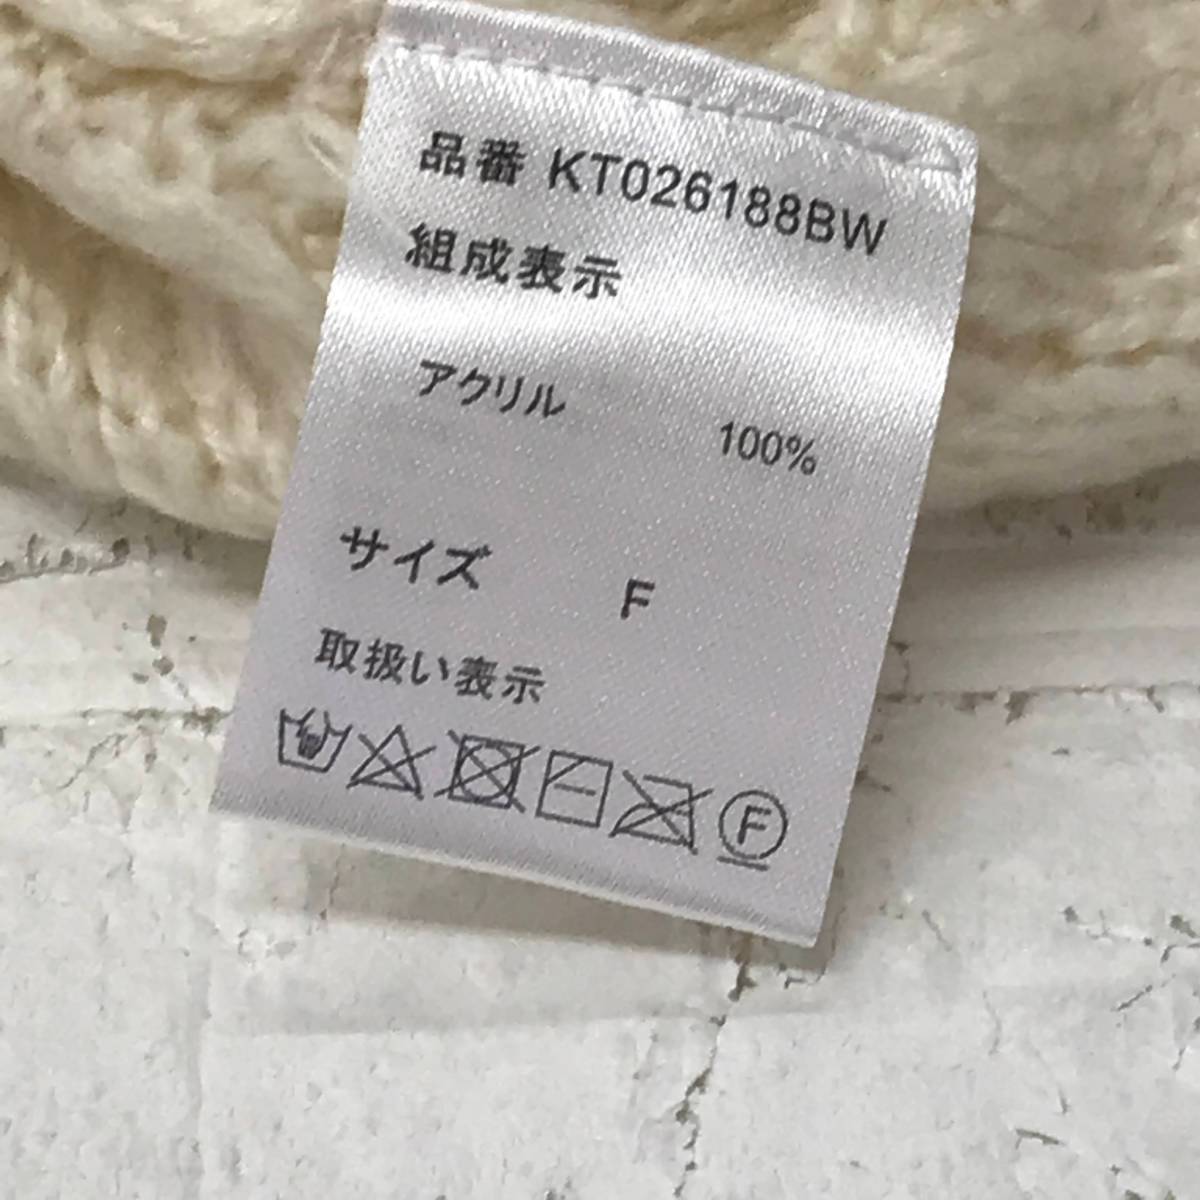 品番 KT026188BW
組成表示
アクリル 100%
サイズ F
取扱い表示
F